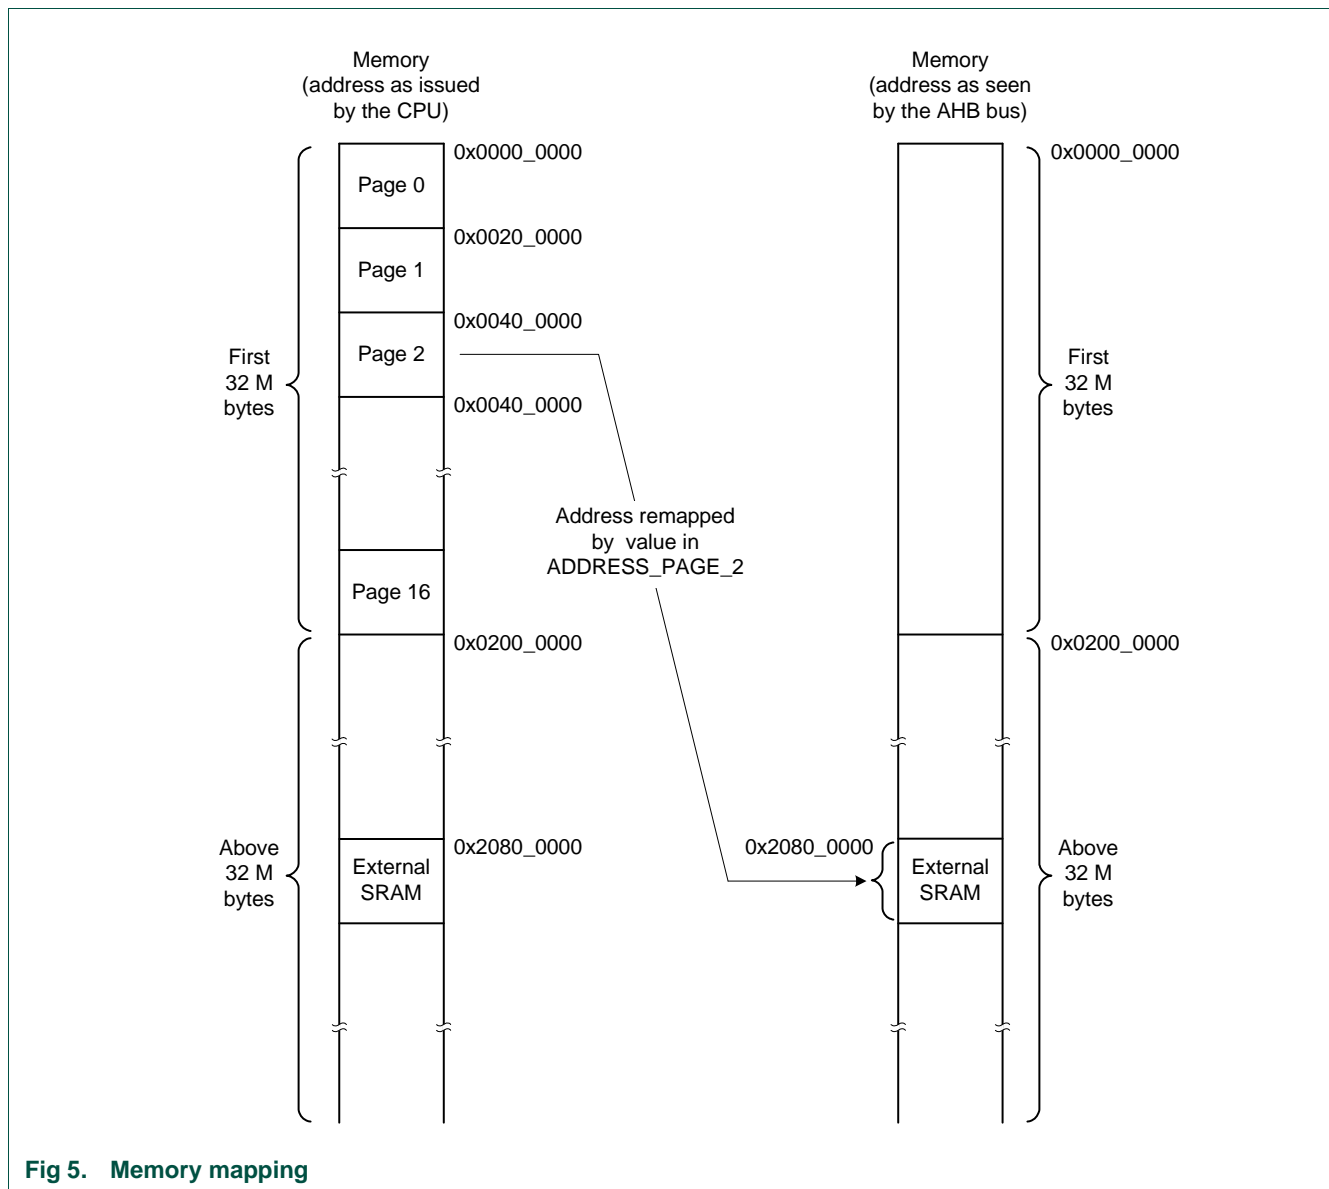 Memory
(address as issued
by the CPU)
Memory
(address as seen
by the AHB bus)
0x0000_0000
Page 0
0x0020_0000
Page 1
0x0040_0000
Page 2
0x0040_0000
First
32 M
bytes
Page 16
0x0200_0000
Above
32 M
bytes
0x2080_0000
External
SRAM
Address remapped
by value in
ADDRESS_PAGE_2
0x0000_0000
First
32 M
bytes
0x0200_0000
0x2080_0000
External
SRAM
Above
32 M
bytes
Fig 5. Memory mapping